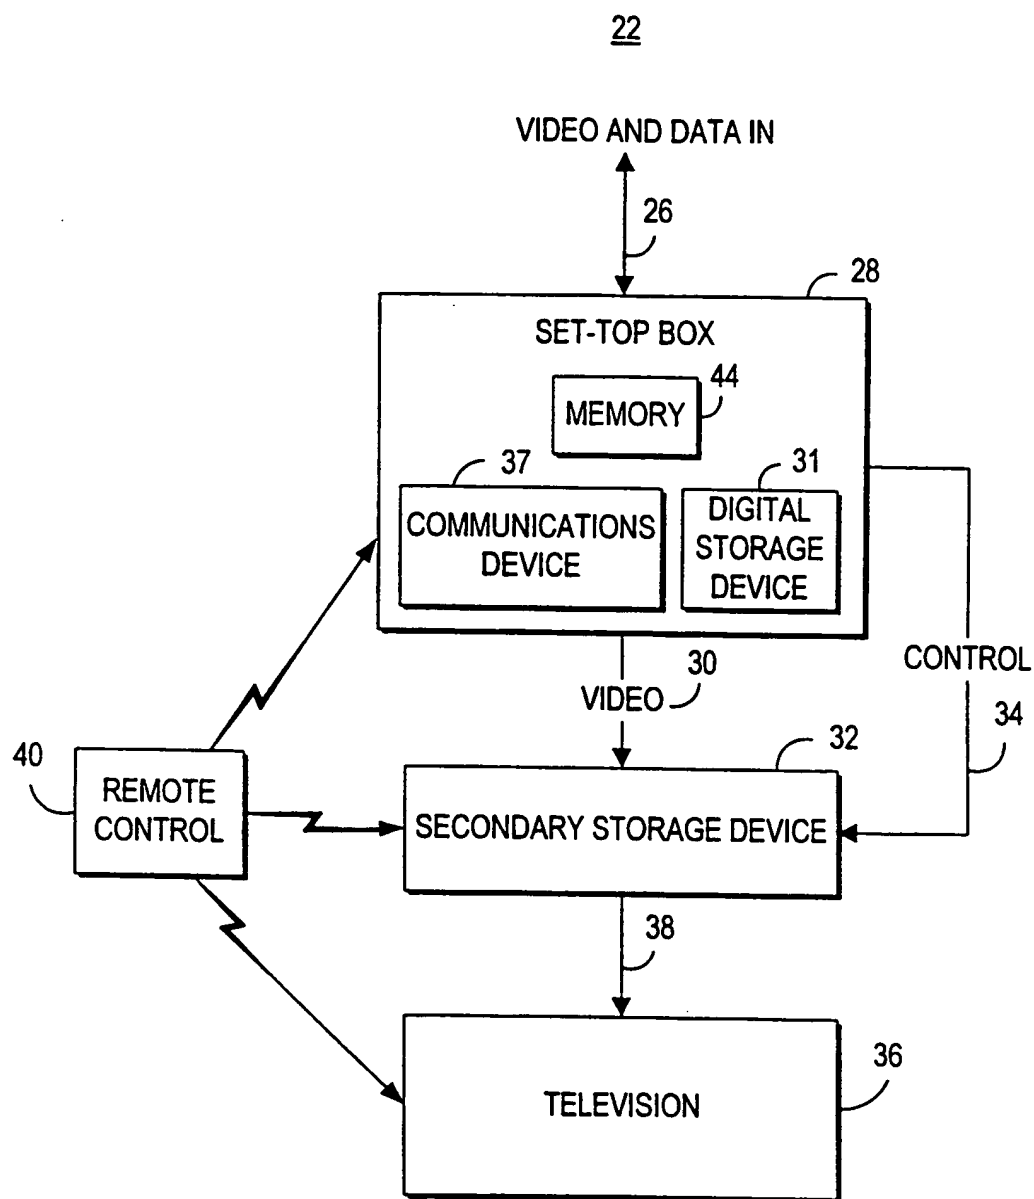 22
VIDEO AND DATA IN
26
28
SET-TOP BOX
44
MEMORY
37
31
COMMUNICATIONS
DEVICE
DIGITAL
STORAGE
DEVICE
CONTROL
30
VIDEO
34
32
40
REMOTE
CONTROL
SECONDARY STORAGE DEVICE
38
36
TELEVISION